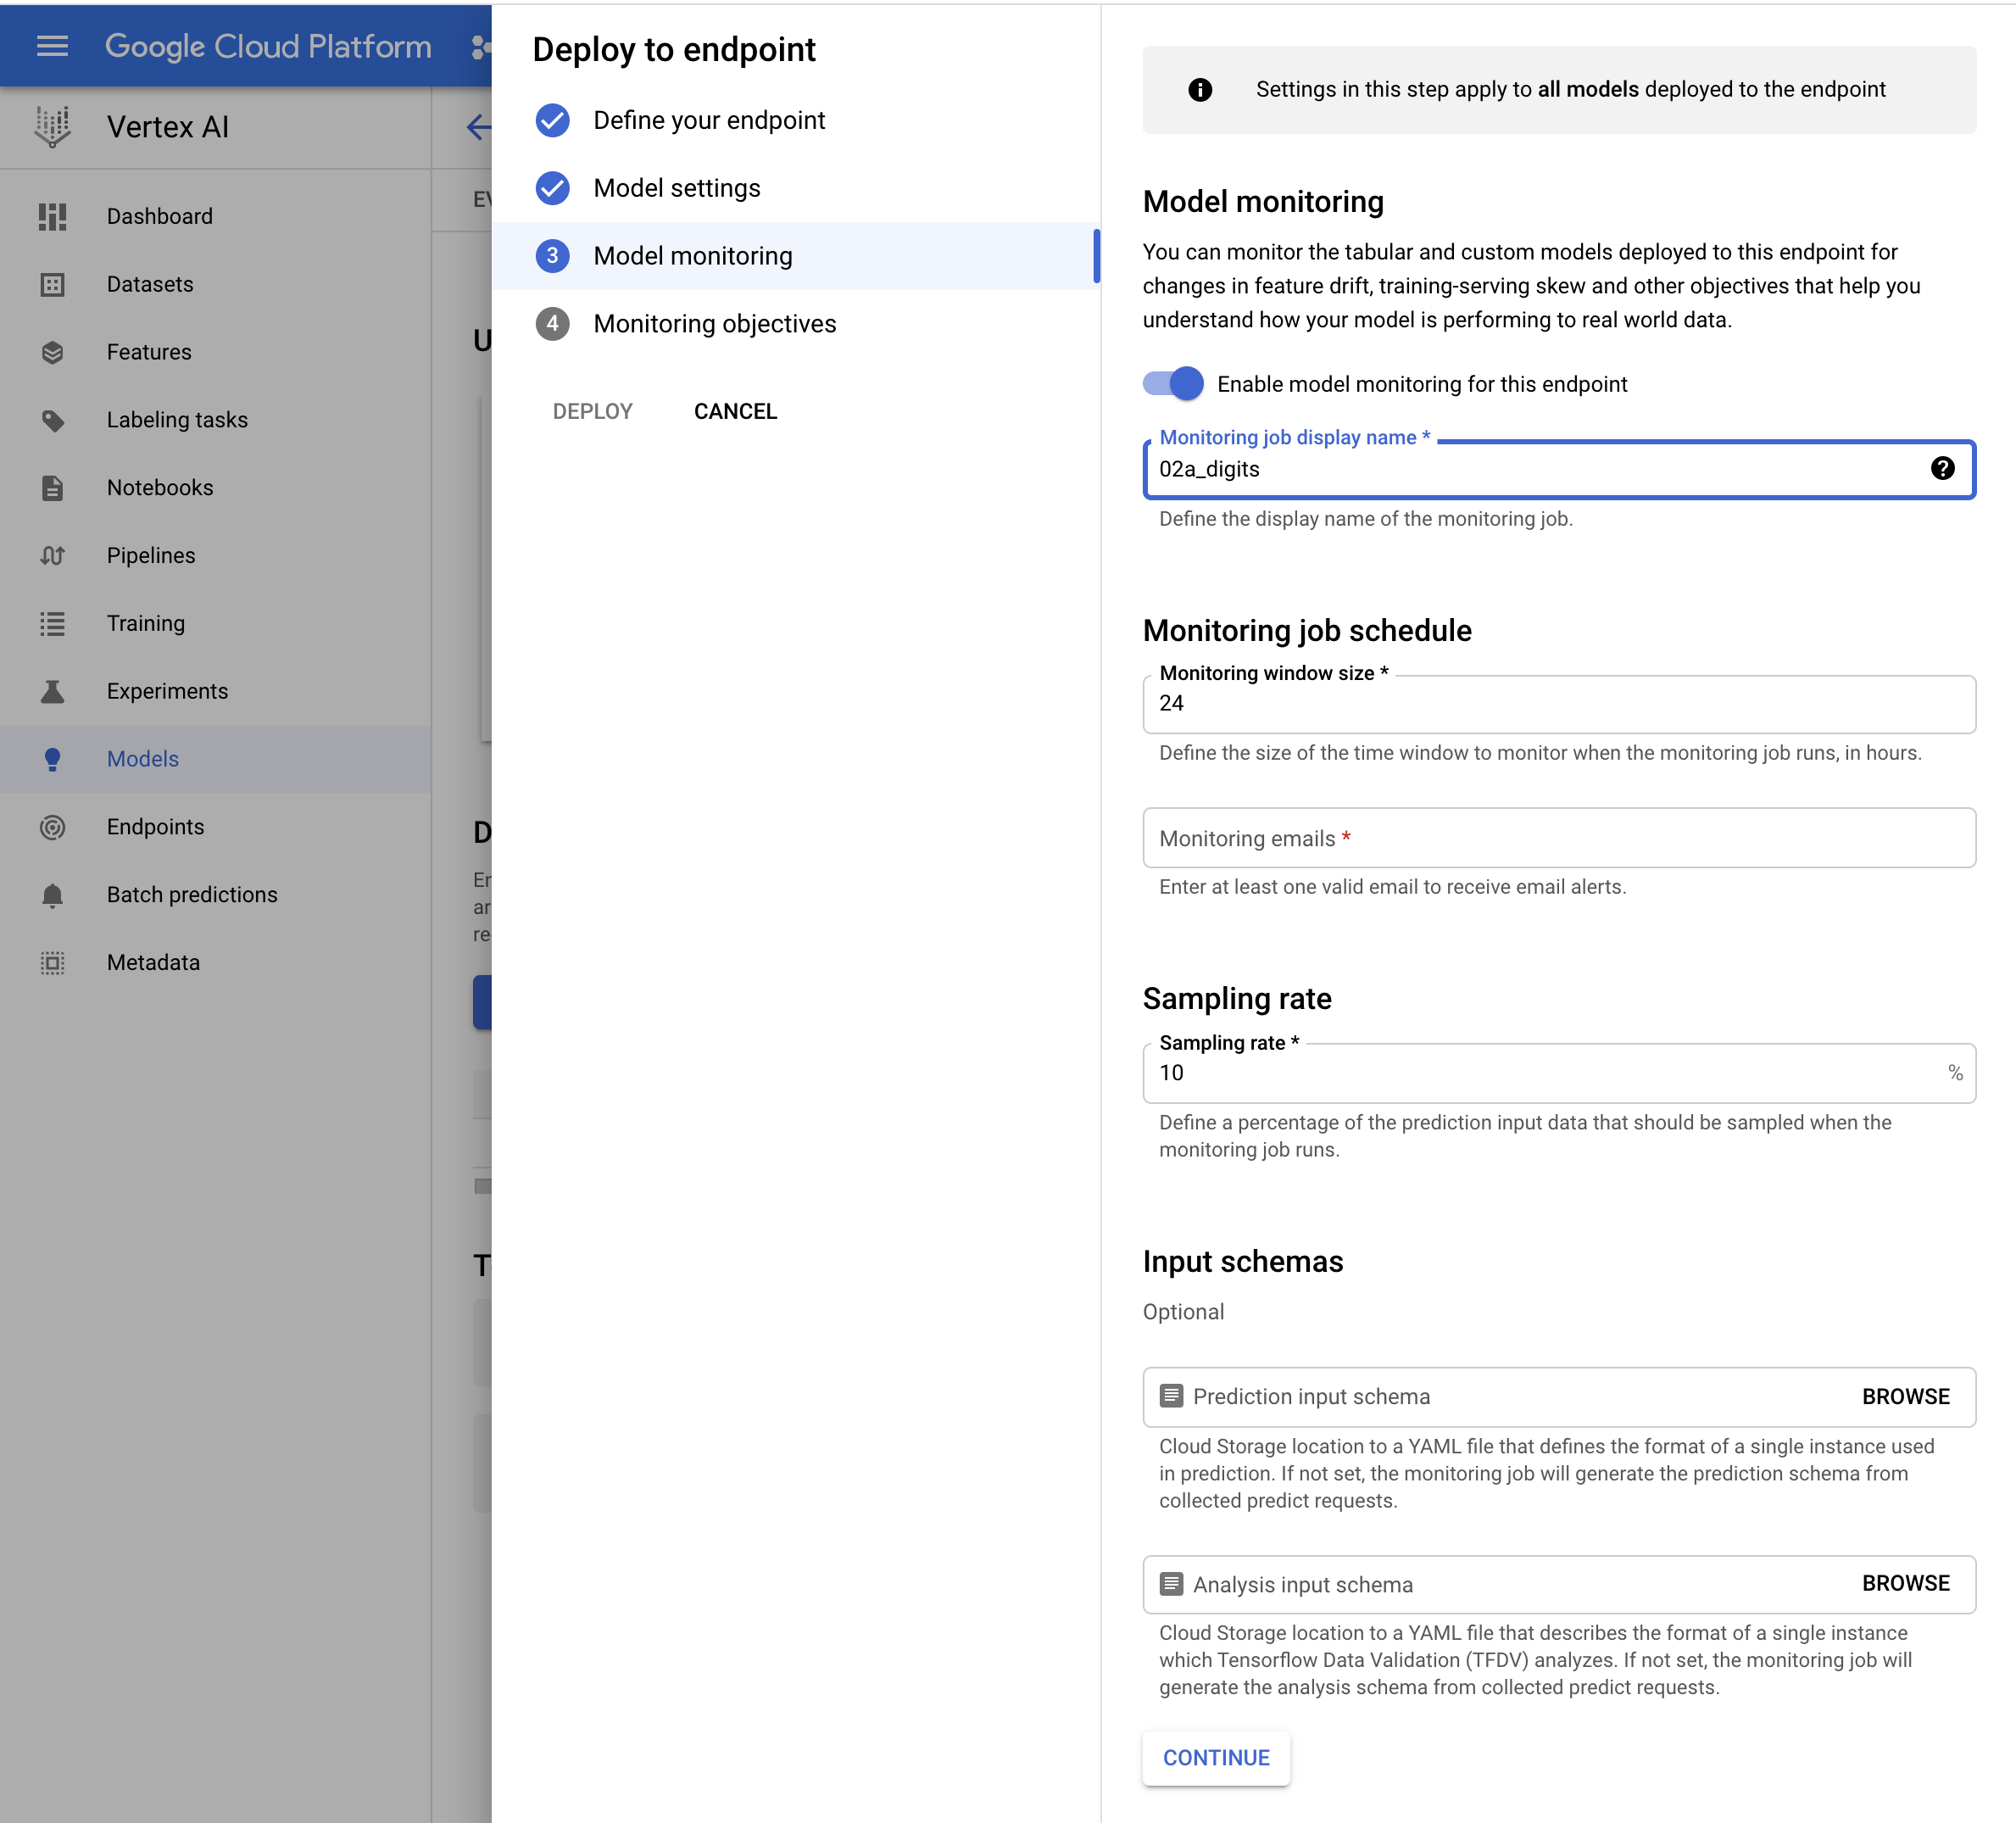 Google Cloud Platform
Vertex AI
Dashboard
Datasets
Features
Labeling tasks
Notebooks
Pipelines
Training
Experiments
Models
Endpoints
Batch predictions
Metadata
Deploy to endpoint
Define your endpoint
Model settings
3 Model monitoring
4 Monitoring objectives
DEPLOY CANCEL
Settings in this step apply to all models deployed to the endpoint
Model monitoring
You can monitor the tabular and custom models deployed to this endpoint for
changes in feature drift, training-serving skew and other objectives that help you
understand how your model is performing to real world data.
Enable model monitoring for this endpoint
Monitoring job display name *
02a_digits
Define the display name of the monitoring job.
Monitoring job schedule
Monitoring window size *
24
Define the size of the time window to monitor when the monitoring job runs, in hours.
Monitoring emails *
Enter at least one valid email to receive email alerts.
Sampling rate
Sampling rate *
10 %
Define a percentage of the prediction input data that should be sampled when the
monitoring job runs.
Input schemas
Optional
Prediction input schema BROWSE
Cloud Storage location to a YAML file that defines the format of a single instance used
in prediction. If not set, the monitoring job will generate the prediction schema from
collected predict requests.
Analysis input schema BROWSE
Cloud Storage location to a YAML file that describes the format of a single instance
which Tensorflow Data Validation (TFDV) analyzes. If not set, the monitoring job will
generate the analysis schema from collected predict requests.
CONTINUE